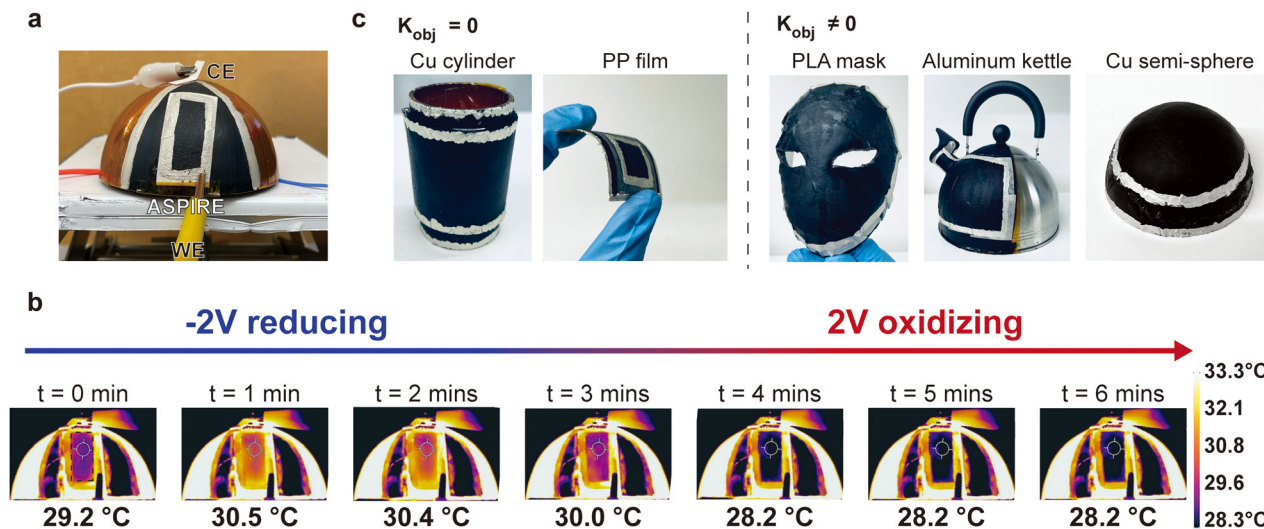 a
CE
ASPIRE
WE
c
K_obj = 0
K_obj ≠ 0
Cu cylinder
PP film
PLA mask
Aluminum kettle
Cu semi-sphere
b
-2V reducing
2V oxidizing
t = 0 min
t = 1 min
t = 2 mins
t = 3 mins
t = 4 mins
t = 5 mins
t = 6 mins
29.2 °C
30.5 °C
30.4 °C
30.0 °C
28.2 °C
28.2 °C
28.2 °C
33.3°C
32.1
30.8
29.6
28.3°C